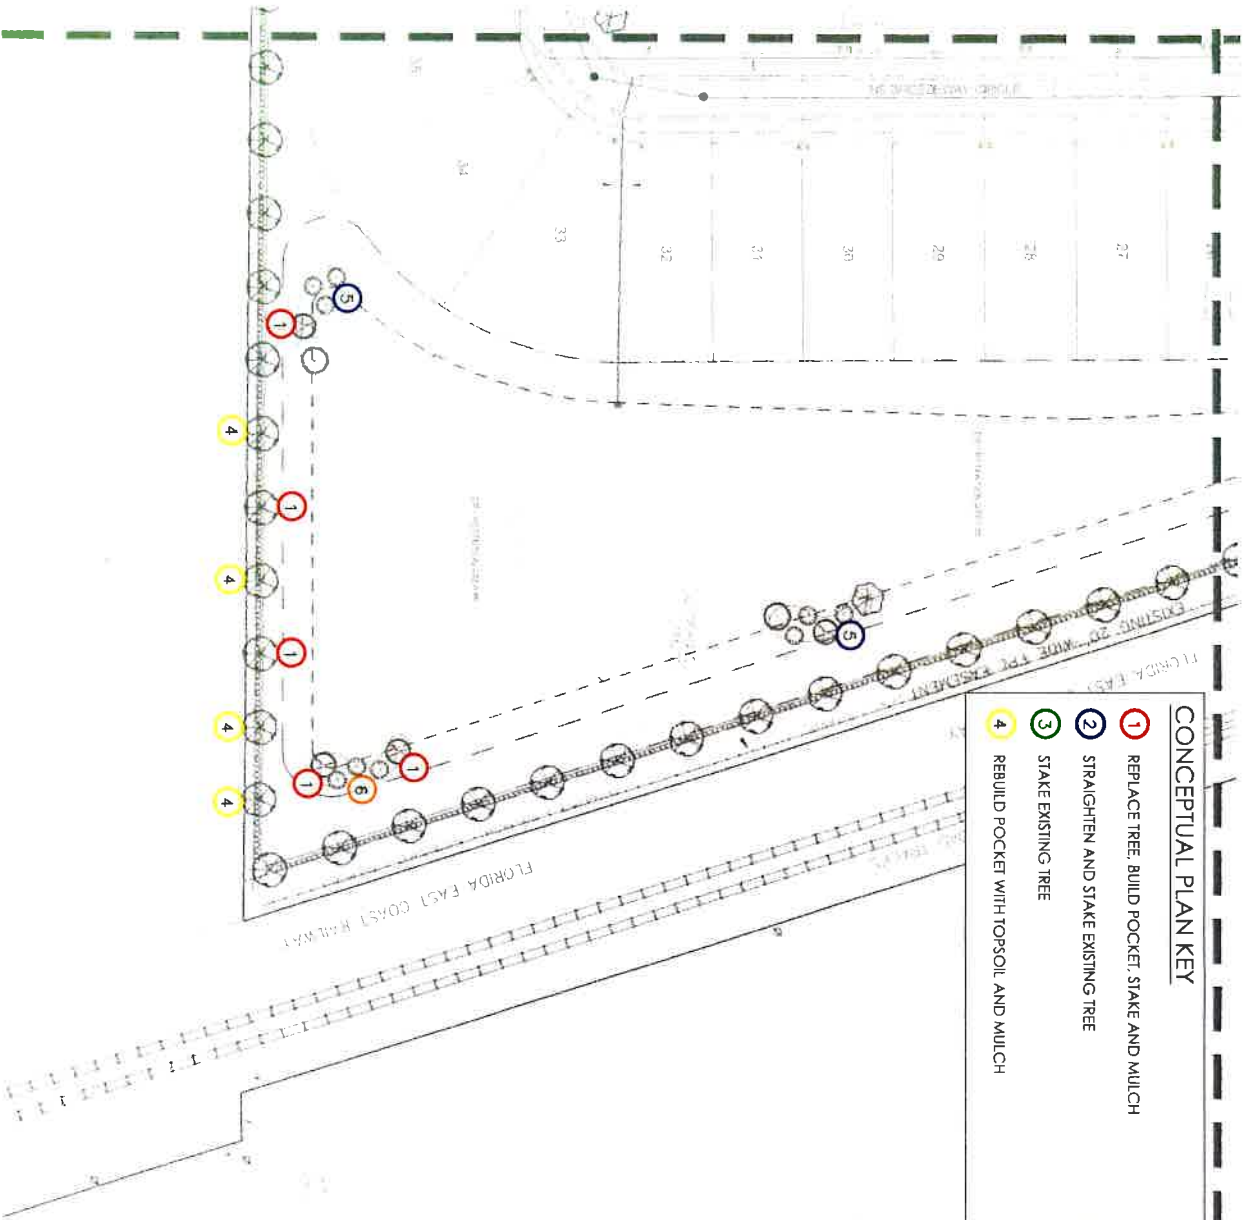 CONCEPTUAL PLAN KEY
1 REPLACE TREE, BUILD POCKET, STAKE AND MULCH
2 STRAIGHTEN AND STAKE EXISTING TREE
3 STAKE EXISTING TREE
4 REBUILD POCKET WITH TOPSOIL AND MULCH
27
28
29
30
31
32
33
34
35
5
1
4
1
4
1
4
4
1
6
1
5
EXISTING 20' WIDE FPL EASEMENT
FLORIDA EAST
FLORIDA EAST COAST RAILWAY
TRACKS